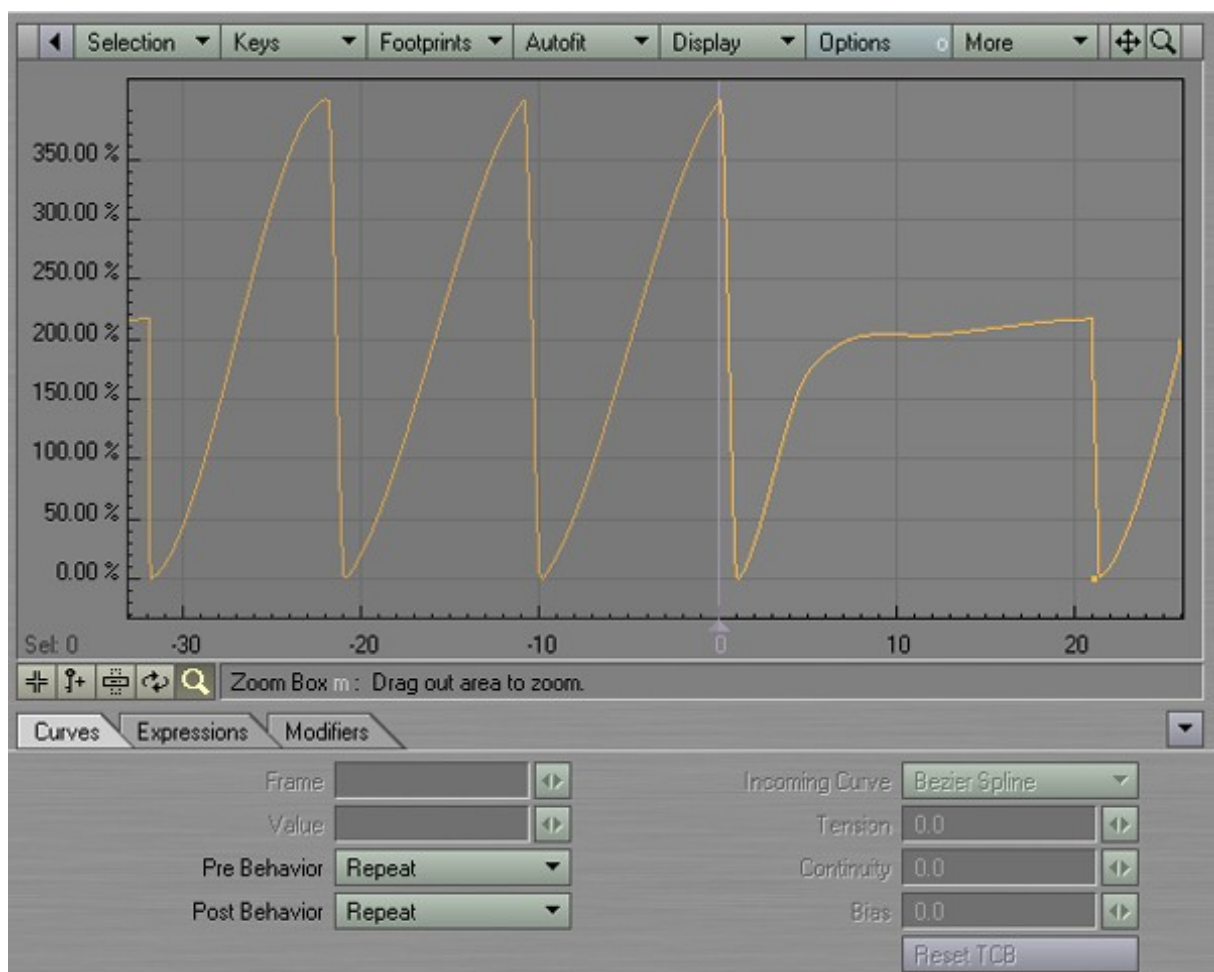 Selection Keys Footprints Autofit Display Options o More
350.00 %
300.00 %
250.00 %
200.00 %
150.00 %
100.00 %
50.00 %
0.00 %
Sel: 0 -30 -20 -10 0 10 20
Zoom Box m : Drag out area to zoom.
Curves Expressions Modifiers
Frame Incoming Curve Bezier Spline
Value Tension 0.0
Pre Behavior Repeat Continuity 0.0
Post Behavior Repeat Bias 0.0
Reset TCB